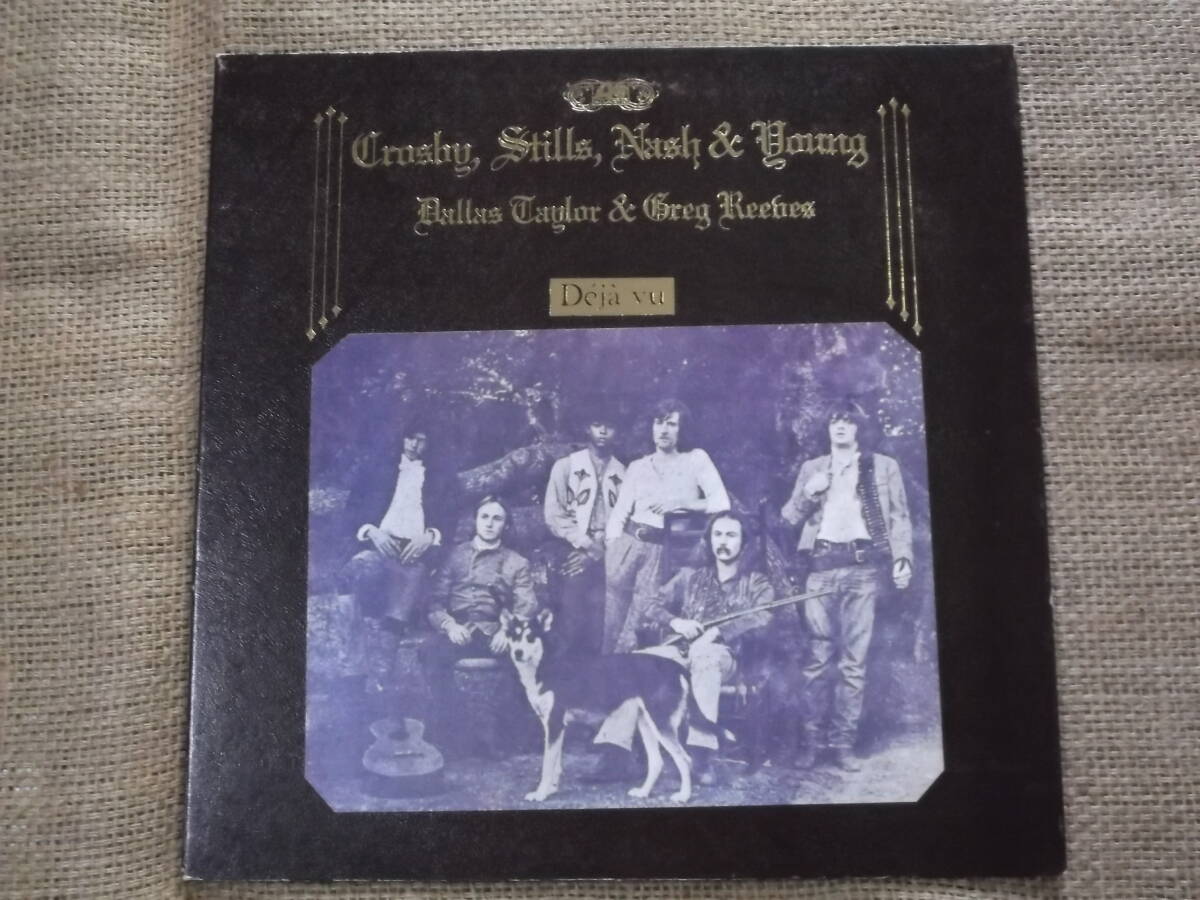 Crosby, Stills, Nash & Young
Dallas Taylor & Greg Reeves
Déjà vu